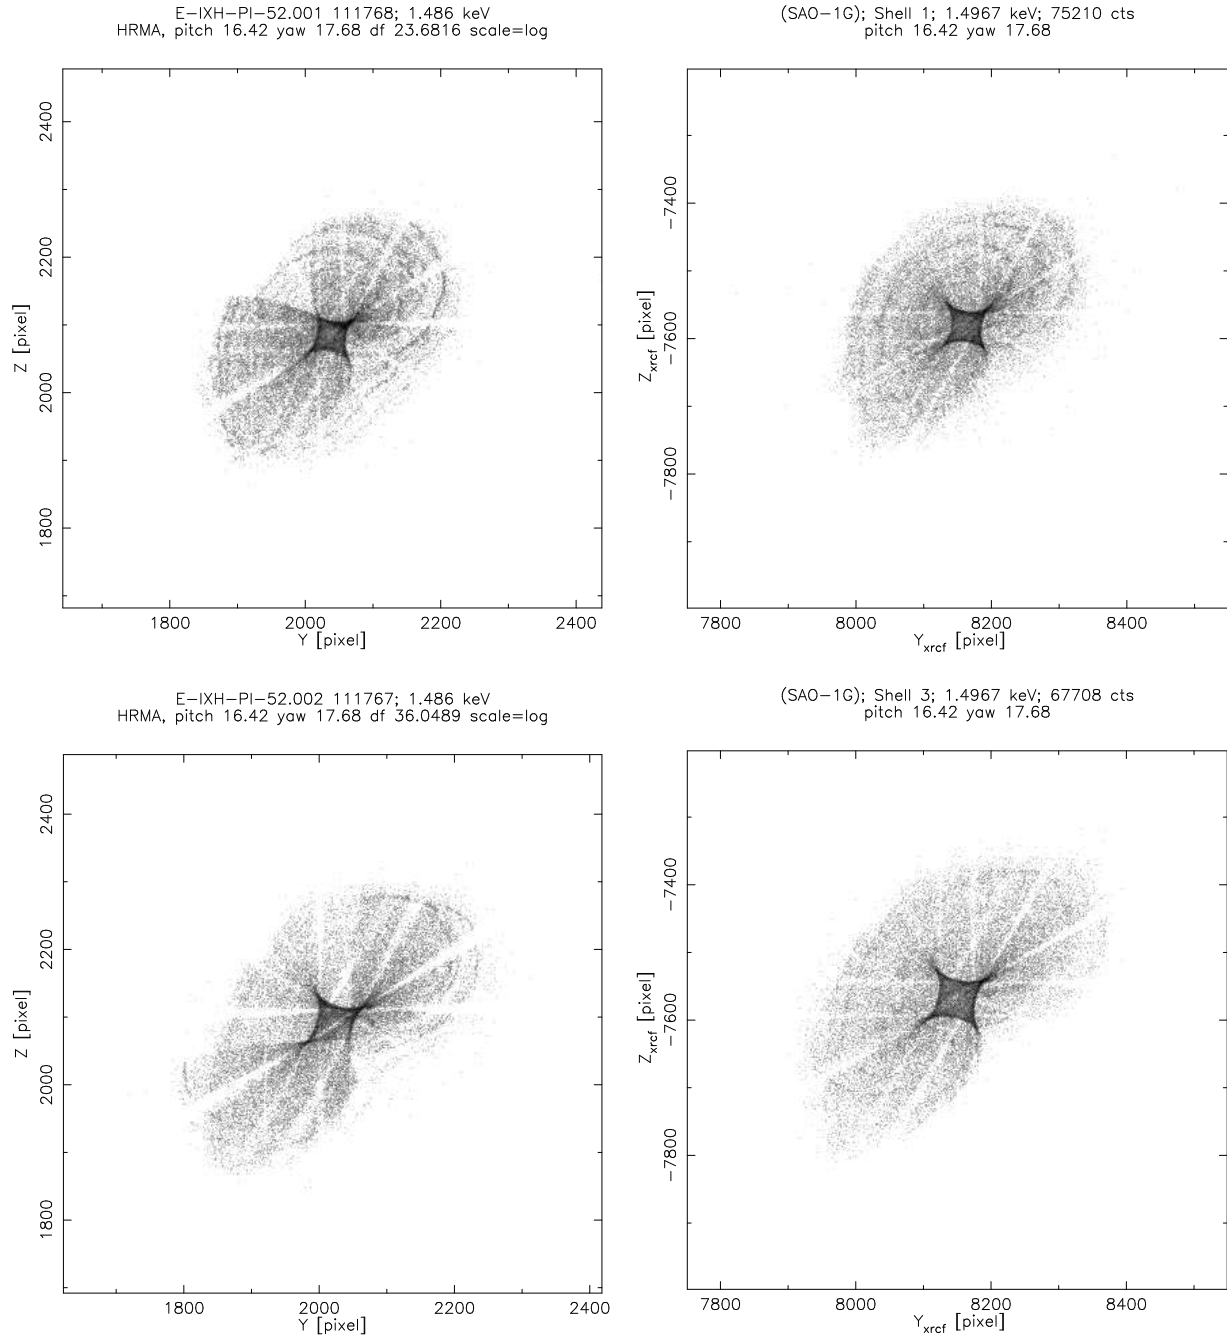 E-IXH-PI-52.001 111768; 1.486 keV
HRMA, pitch 16.42 yaw 17.68 df 23.6816 scale=log
2400
2200
2000
1800
Z [pixel]
1800 2000 2200 2400
Y [pixel]
(SAO-1G); Shell 1; 1.4967 keV; 75210 cts
pitch 16.42 yaw 17.68
-7400
-7600
-7800
Zxrcf [pixel]
7800 8000 8200 8400
Yxrcf [pixel]
E-IXH-PI-52.002 111767; 1.486 keV
HRMA, pitch 16.42 yaw 17.68 df 36.0489 scale=log
2400
2200
2000
1800
Z [pixel]
1800 2000 2200 2400
Y [pixel]
(SAO-1G); Shell 3; 1.4967 keV; 67708 cts
pitch 16.42 yaw 17.68
-7400
-7600
-7800
Zxrcf [pixel]
7800 8000 8200 8400
Yxrcf [pixel]